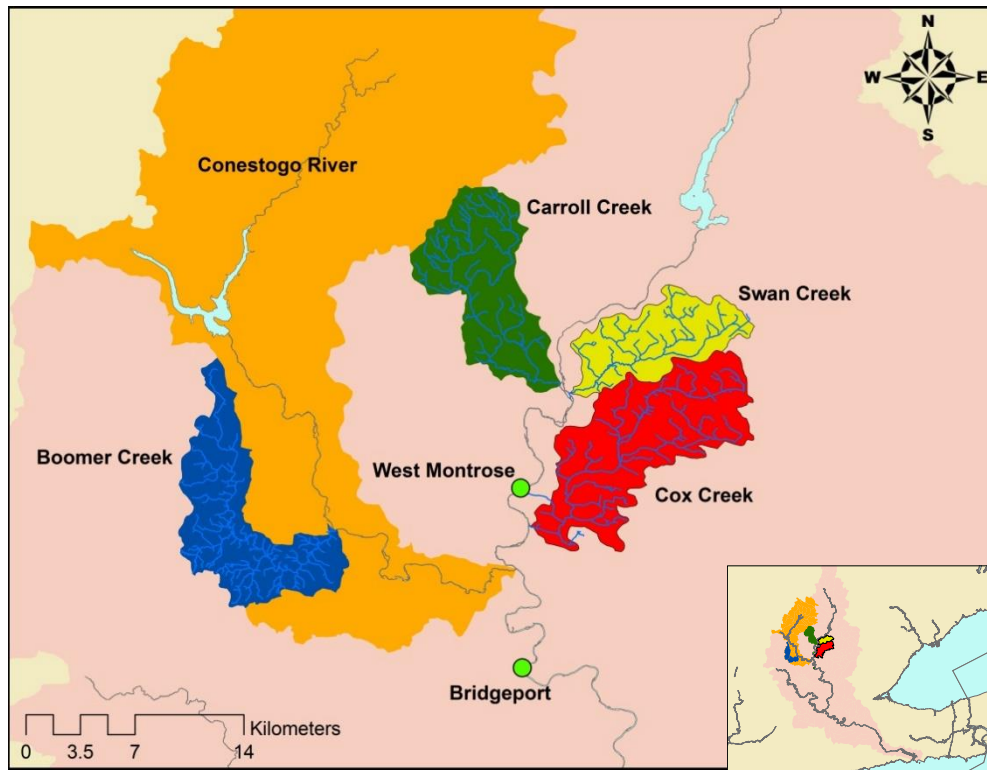 N
W E
S
Conestogo River
Carroll Creek
Swan Creek
Boomer Creek
West Montrose
Cox Creek
Bridgeport
Kilometers
0 3.5 7 14